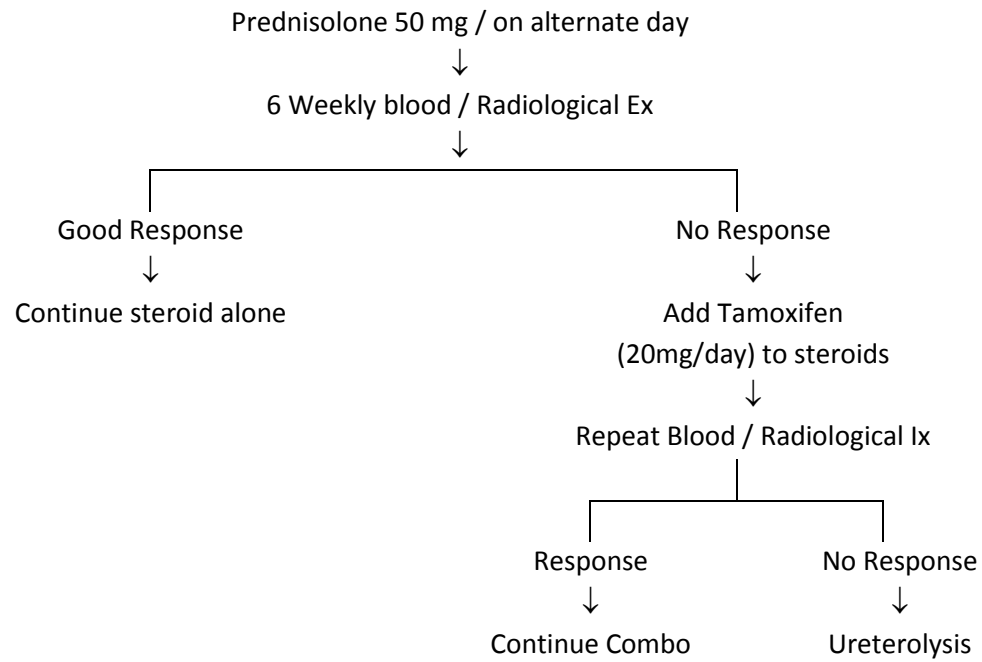 Prednisolone 50 mg / on alternate day
↓
6 Weekly blood / Radiological Ex
↓
Good Response
No Response
↓
↓
Continue steroid alone
Add Tamoxifen
(20mg/day) to steroids
↓
Repeat Blood / Radiological Ix
Response
No Response
↓
↓
Continue Combo
Ureterolysis